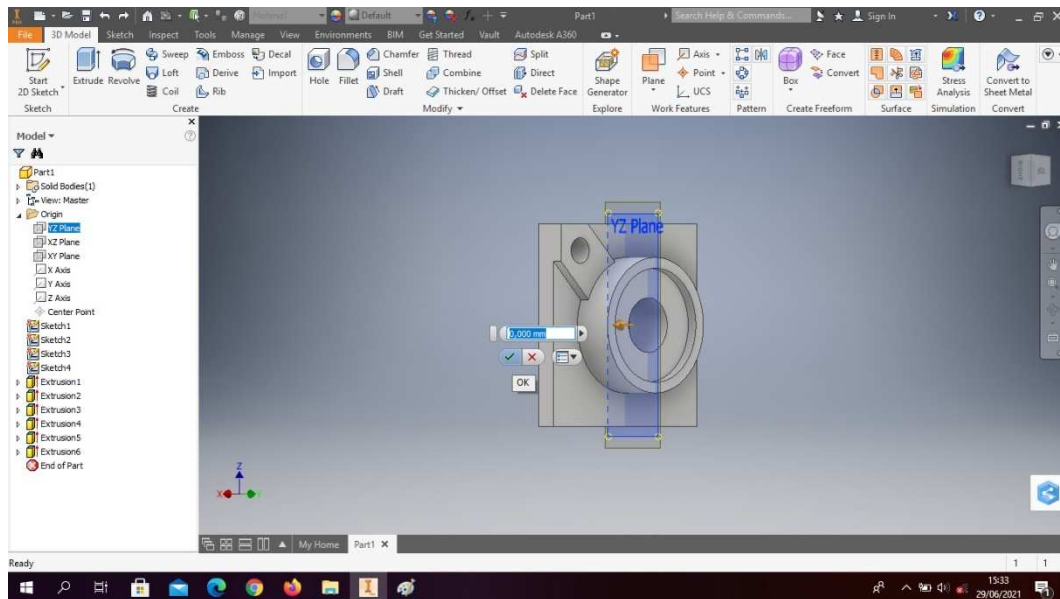 Material
Default
Part1
Search Help & Commands...
Sign In
File 3D Model Sketch Inspect Tools Manage View Environments BIM Get Started Vault Autodesk A360
Start 2D Sketch
Extrude Revolve
Sweep Emboss Decal
Loft Derive Import
Coil Rib
Hole Fillet
Chamfer Thread Split
Shell Combine Direct
Draft Thicken/ Offset Delete Face
Shape Generator
Plane
Axis
Point
UCS
Box
Face
Convert
Stress Analysis
Convert to Sheet Metal
Sketch Create Modify Explore Work Features Pattern Create Freeform Surface Simulation Convert
Model
Part1
Solid Bodies(1)
View: Master
Origin
YZ Plane
XZ Plane
XY Plane
X Axis
Y Axis
Z Axis
Center Point
Sketch1
Sketch2
Sketch3
Sketch4
Extrusion1
Extrusion2
Extrusion3
Extrusion4
Extrusion5
Extrusion6
End of Part
YZ Plane
0,000 mm
OK
Z
X Y
My Home Part1
Ready 1 1
15:33
29/06/2021